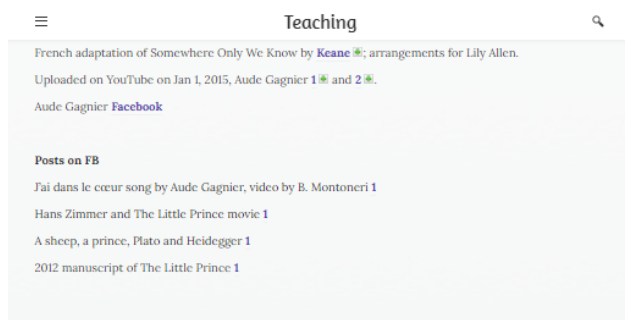 Teaching
French adaptation of Somewhere Only We Know by Keane; arrangements for Lily Allen.
Uploaded on YouTube on Jan 1, 2015, Aude Gagnier 1 and 2.
Aude Gagnier Facebook
Posts on FB
J'ai dans le cœur song by Aude Gagnier, video by B. Montoneri 1
Hans Zimmer and The Little Prince movie 1
A sheep, a prince, Plato and Heidegger 1
2012 manuscript of The Little Prince 1